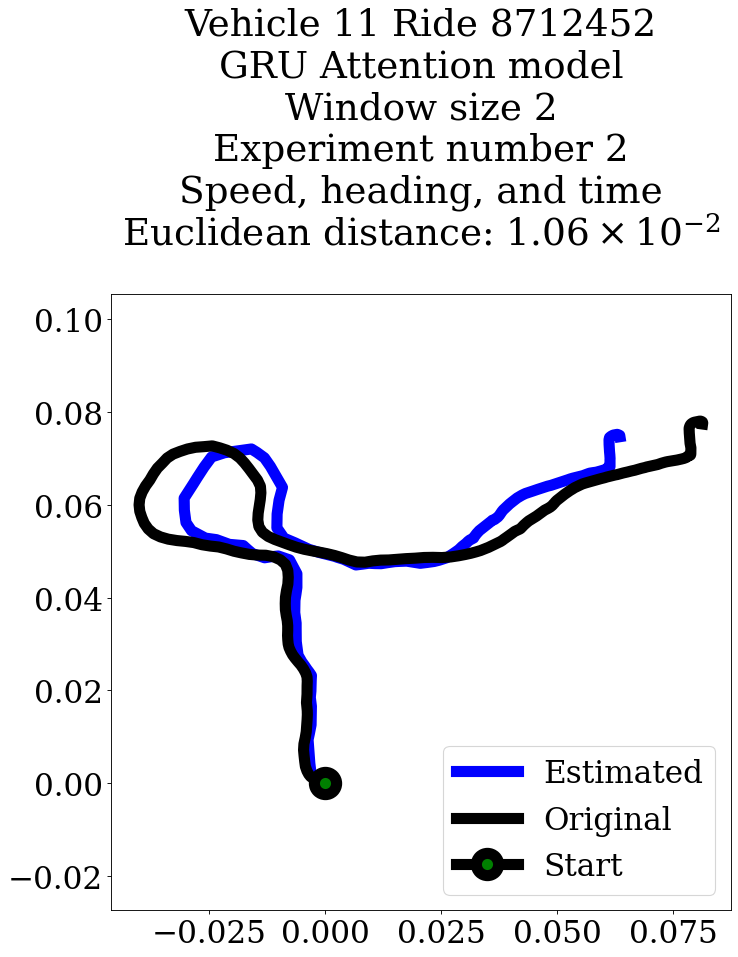 Vehicle 11 Ride 8712452
GRU Attention model
Window size 2
Experiment number 2
Speed, heading, and time
Euclidean distance: 1.06 × 10⁻²
0.10
0.08
0.06
0.04
0.02
0.00
−0.02
−0.025 0.000 0.025 0.050 0.075
Estimated
Original
Start